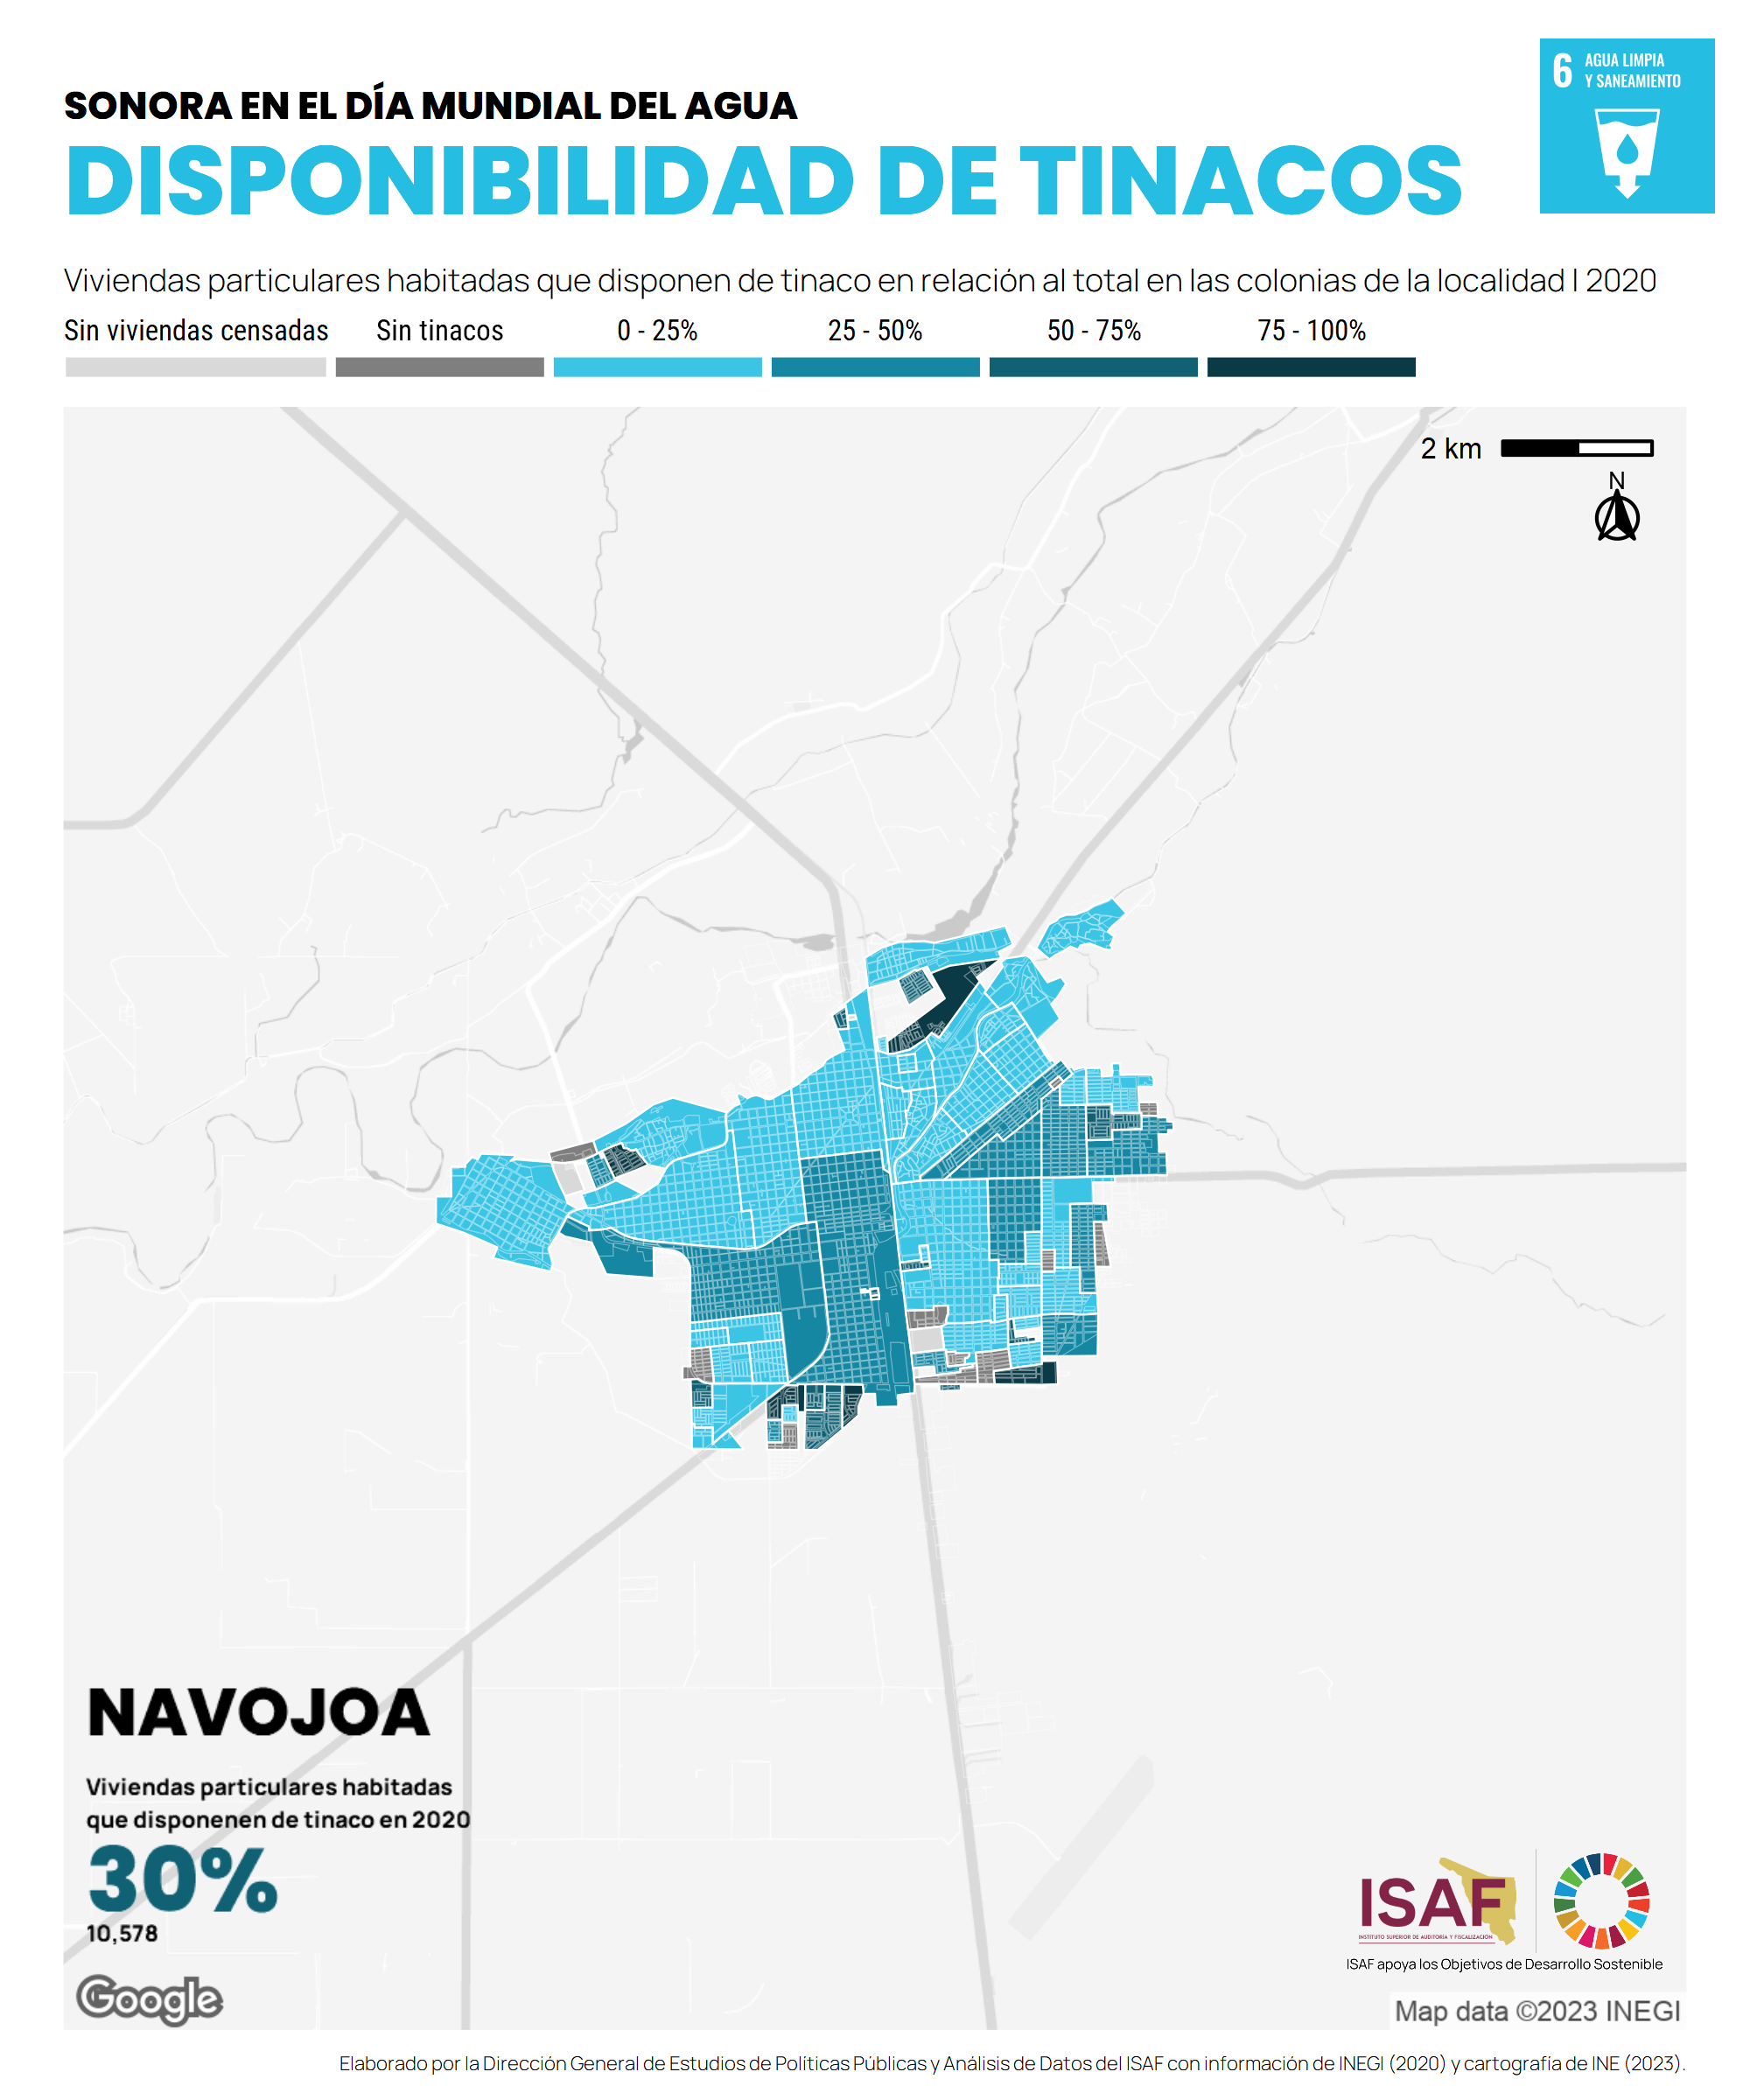 SONORA EN EL DÍA MUNDIAL DEL AGUA
DISPONIBILIDAD DE TINACOS
6 AGUA LIMPIA
Y SANEAMIENTO
Viviendas particulares habitadas que disponen de tinaco en relación al total en las colonias de la localidad | 2020
Sin viviendas censadas Sin tinacos 0 - 25% 25 - 50% 50 - 75% 75 - 100%
2 km
N
NAVOJOA
Viviendas particulares habitadas
que disponenen de tinaco en 2020
30%
10,578
Google
ISAF
INSTITUTO SUPERIOR DE AUDITORÍA Y FISCALIZACIÓN
ISAF apoya los Objetivos de Desarrollo Sostenible
Map data ©2023 INEGI
Elaborado por la Dirección General de Estudios de Políticas Públicas y Análisis de Datos del ISAF con información de INEGI (2020) y cartografía de INE (2023).